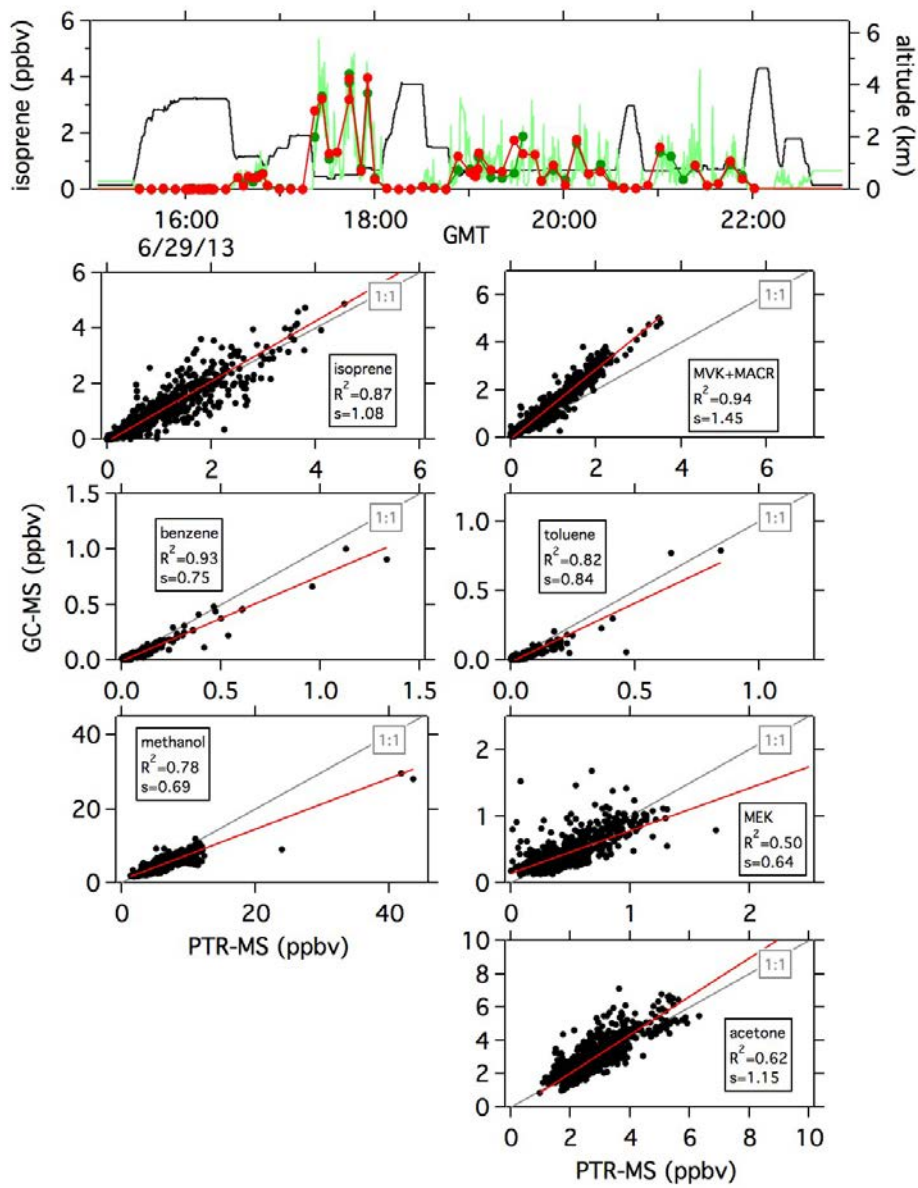 isoprene (ppbv)
6
4
2
0
6
5
4
3
2
1
0
altitude (km)
16:00
18:00
20:00
22:00
6/29/13
GMT
6
4
2
0
1:1
isoprene
R²=0.87
s=1.08
0
2
4
6
6
4
2
0
1:1
MVK+MACR
R²=0.94
s=1.45
0
2
4
6
GC-MS (ppbv)
1.5
1.0
0.5
0.0
1:1
benzene
R²=0.93
s=0.75
0.0
0.5
1.0
1.5
1.0
0.5
0.0
1:1
toluene
R²=0.82
s=0.84
0.0
0.5
1.0
40
20
0
1:1
methanol
R²=0.78
s=0.69
0
20
40
PTR-MS (ppbv)
2
1
0
1:1
MEK
R²=0.50
s=0.64
0
1
2
10
8
6
4
2
0
1:1
acetone
R²=0.62
s=1.15
0
2
4
6
8
10
PTR-MS (ppbv)